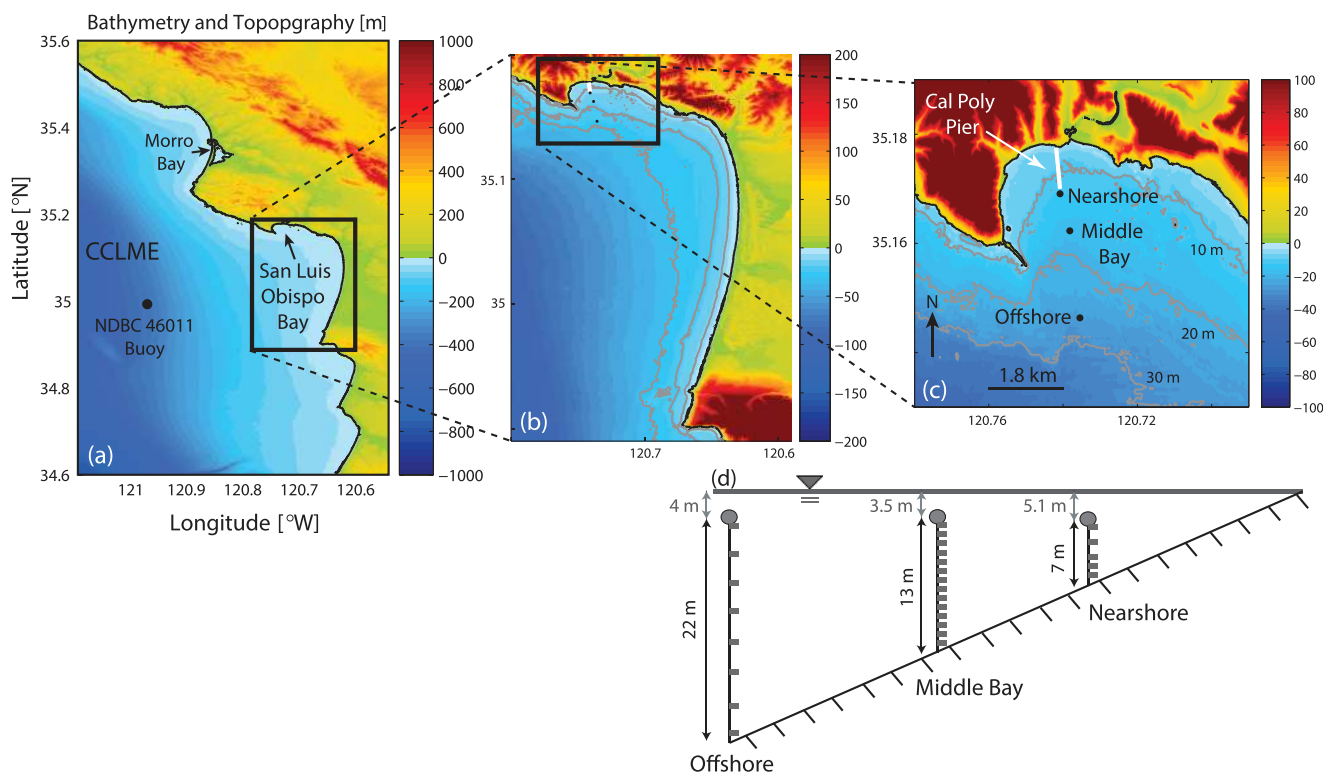 Bathymetry and Topography [m]
35.6
35.4
35.2
35
34.8
34.6
Latitude [°N]
121
120.9
120.8
120.7
120.6
Longitude [°W]
Morro
Bay
CCLME
San Luis
Obispo
Bay
NDBC 46011
Buoy
(a)
1000
800
600
400
200
0
−200
−400
−600
−800
−1000
35.1
35
120.7
120.6
(b)
200
150
100
50
0
−50
−100
−150
−200
Cal Poly
Pier
35.18
35.16
Nearshore
Middle
Bay
10 m
Offshore
20 m
N
1.8 km
30 m
(c)
120.76
120.72
100
80
60
40
20
0
−20
−40
−60
−80
−100
(d)
4 m
3.5 m
5.1 m
22 m
13 m
7 m
Nearshore
Middle Bay
Offshore